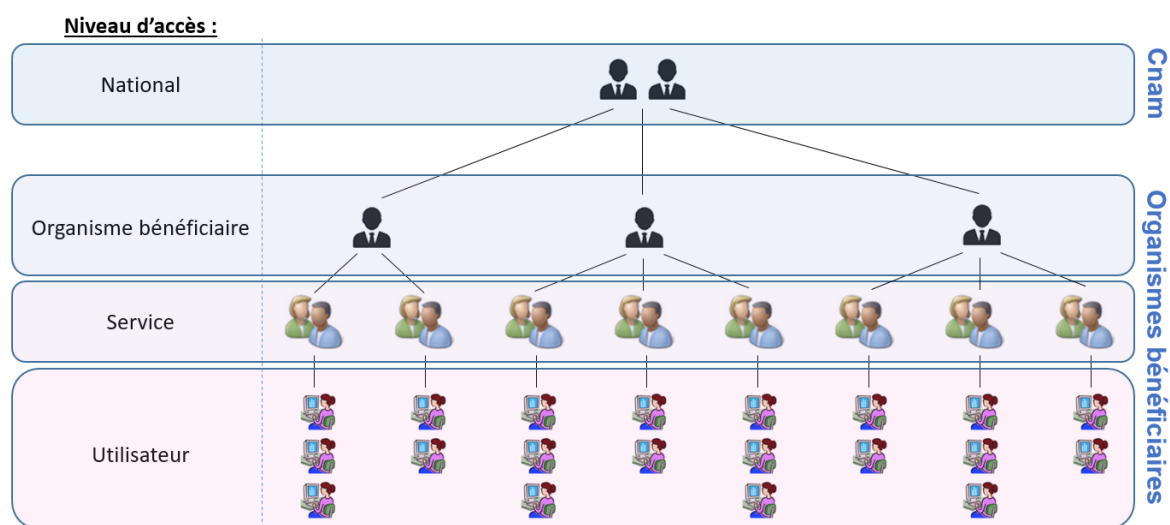 Niveau d'accès :
National
Cnam
Organisme bénéficiaire
Service
Utilisateur
Organismes bénéficiaires